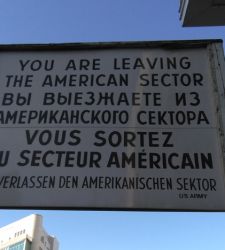 YOU ARE LEAVING
THE AMERICAN SECTOR
ВЫ ВЫЕЗЖАЕТЕ ИЗ
АМЕРИКАНСКОГО СЕКТОРА
VOUS SORTEZ
DU SECTEUR AMÉRICAIN
VERLASSEN DEN AMERIKANISCHEN SEKTOR
US ARMY